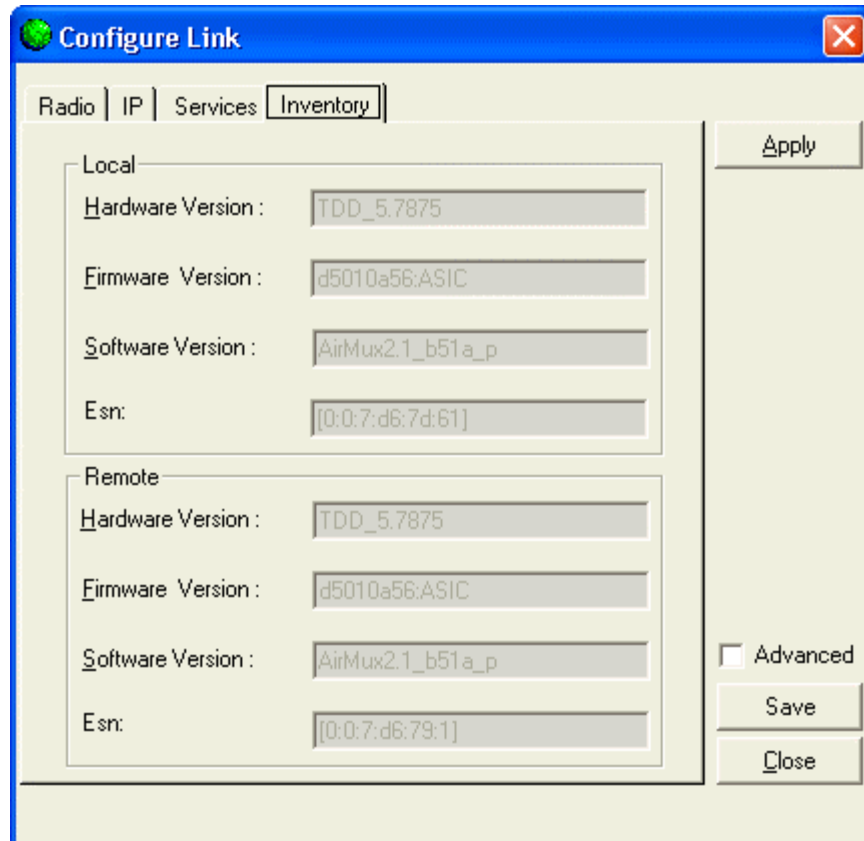 Configure Link
Radio IP Services Inventory
Apply
Local
Hardware Version : TDD_5.7875
Firmware Version : d5010a56:ASIC
Software Version : AirMux2.1_b51a_p
Esn: [0:0:7:d6:7d:61]
Remote
Hardware Version : TDD_5.7875
Firmware Version : d5010a56:ASIC
Software Version : AirMux2.1_b51a_p
Advanced
Save
Esn: [0:0:7:d6:79:1]
Close